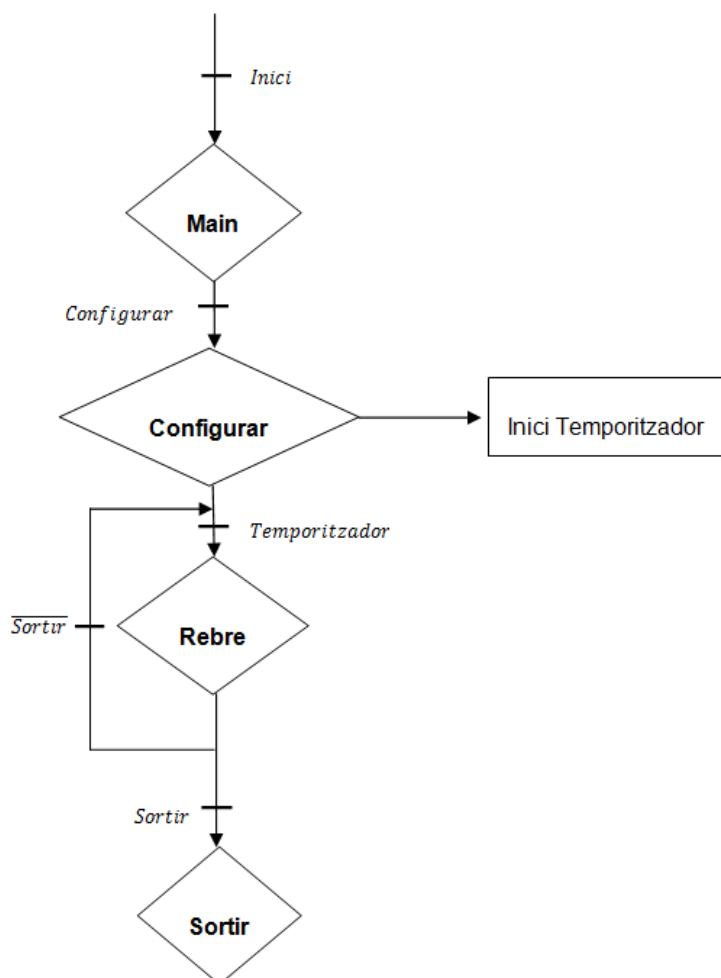 Inici
Main
Configurar
Configurar
Inici Temporitzador
Temporitzador
Sortir
Rebre
Sortir
Sortir